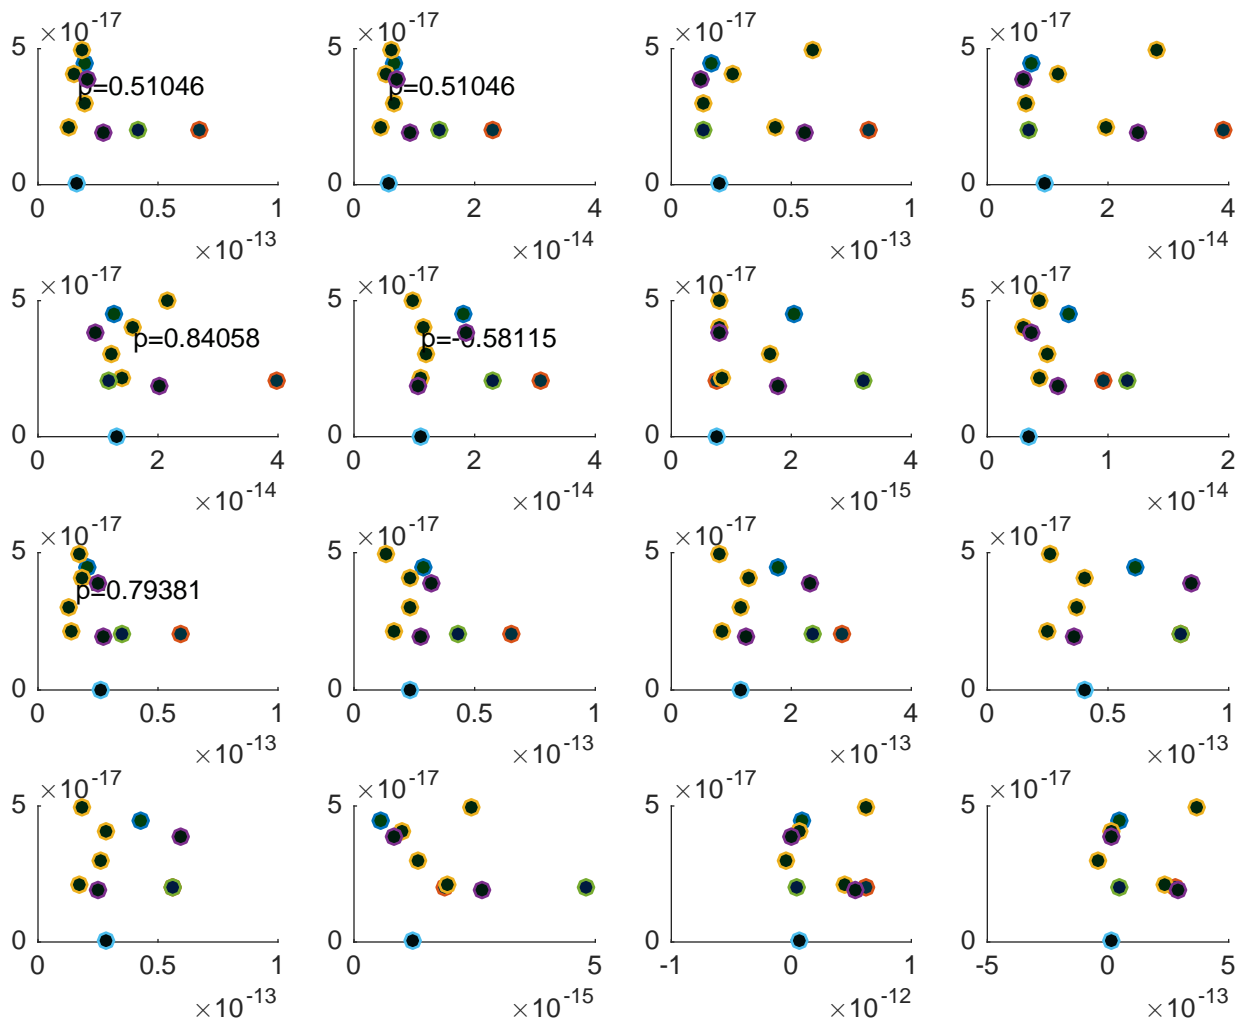 ×10-17 ×10-17 ×10-17 ×10-17
5 5 5 5
p=0.51046 p=0.51046
0 0 0 0
0 0.5 1 0 2 4 0 0.5 1 0 2 4
×10-13 ×10-14 ×10-13 ×10-14
×10-17 ×10-17 ×10-17 ×10-17
5 5 5 5
p=0.84058 p=-0.58115
0 0 0 0
0 2 4 0 2 4 0 2 4 0 1 2
×10-14 ×10-14 ×10-15 ×10-14
×10-17 ×10-17 ×10-17 ×10-17
5 5 5 5
p=0.79381
0 0 0 0
0 0.5 1 0 0.5 1 0 2 4 0 0.5 1
×10-13 ×10-13 ×10-13 ×10-13
×10-17 ×10-17 ×10-17 ×10-17
5 5 5 5
0 0 0 0
0 0.5 1 0 5 -1 0 1 -5 0 5
×10-13 ×10-15 ×10-12 ×10-13